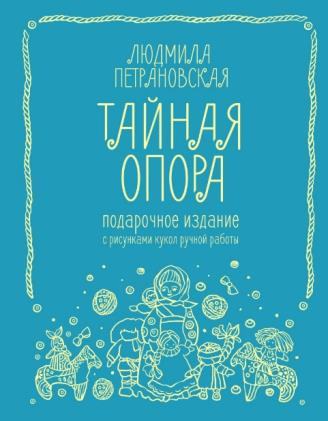 ЛЮДМИЛА
ПЕТРАНОВСКАЯ
ТАЙНАЯ
ОПОРА
подарочное издание
с рисунками кукол ручной работы